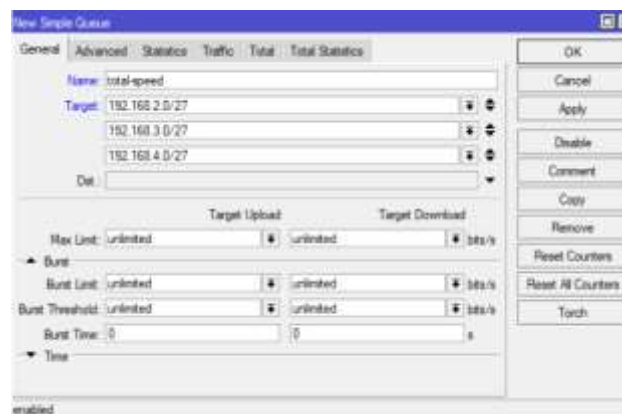 New Simple Queue
General Advanced Statistics Traffic Total Total Statistics
Name: total-speed
Target: 192.168.2.0/27
192.168.3.0/27
192.168.4.0/27
Dst.:
Target Upload Target Download
Max Limit: unlimited unlimited bits/s
Burst
Burst Limit: unlimited unlimited bits/s
Burst Threshold: unlimited unlimited bits/s
Burst Time: 0 0 s
Time
enabled
OK
Cancel
Apply
Disable
Comment
Copy
Remove
Reset Counters
Reset All Counters
Torch